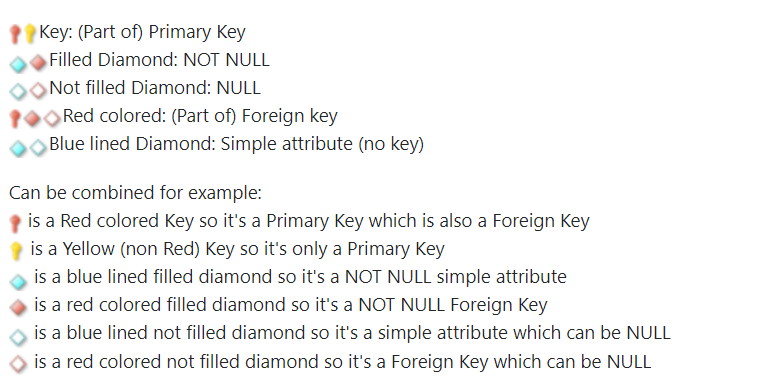 Key: (Part of) Primary Key
Filled Diamond: NOT NULL
Not filled Diamond: NULL
Red colored: (Part of) Foreign key
Blue lined Diamond: Simple attribute (no key)
Can be combined for example:
is a Red colored Key so it's a Primary Key which is also a Foreign Key
is a Yellow (non Red) Key so it's only a Primary Key
is a blue lined filled diamond so it's a NOT NULL simple attribute
is a red colored filled diamond so it's a NOT NULL Foreign Key
is a blue lined not filled diamond so it's a simple attribute which can be NULL
is a red colored not filled diamond so it's a Foreign Key which can be NULL